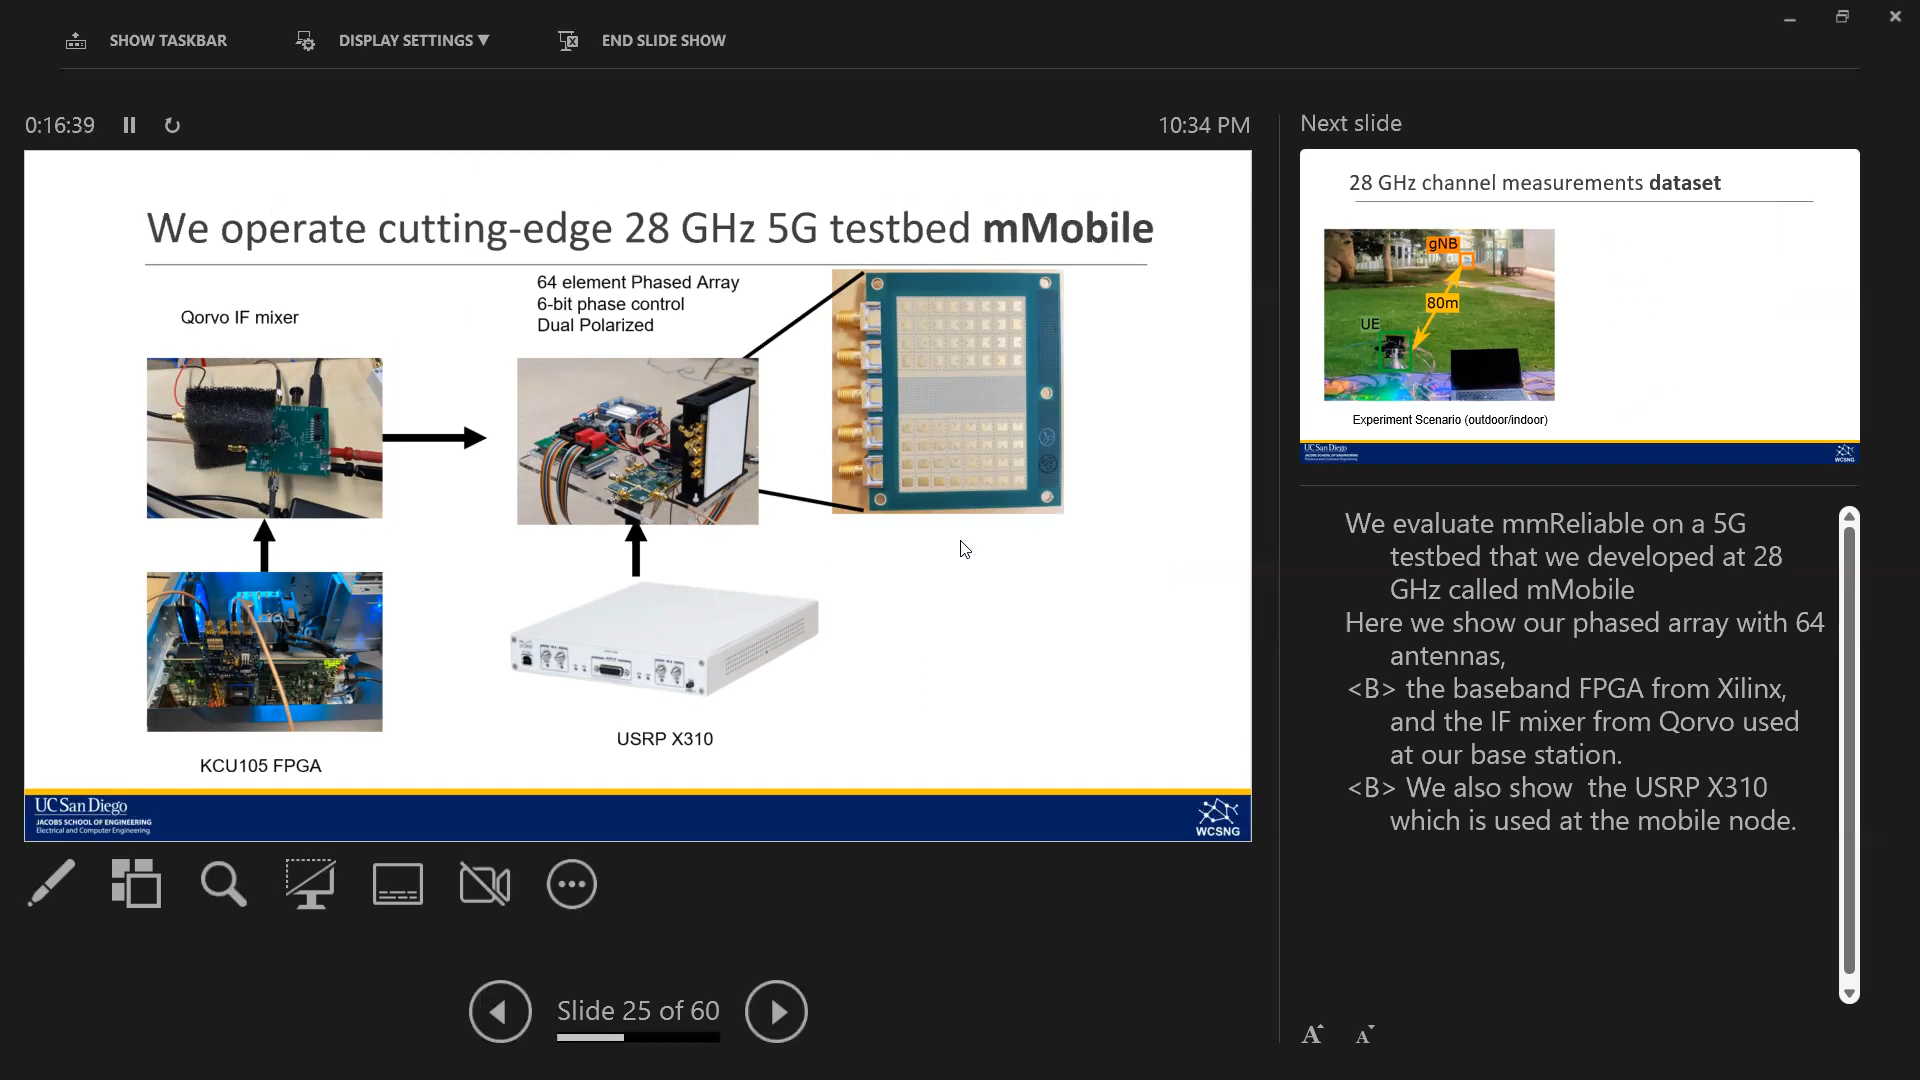 SHOW TASKBAR
DISPLAY SETTINGS ▼
END SLIDE SHOW
0:16:39
10:34 PM
We operate cutting-edge 28 GHz 5G testbed mMobile
Qorvo IF mixer
64 element Phased Array
6-bit phase control
Dual Polarized
KCU105 FPGA
USRP X310
UC San Diego
JACOBS SCHOOL OF ENGINEERING
Electrical and Computer Engineering
WCSNG
Slide 25 of 60
Next slide
28 GHz channel measurements dataset
gNB
80m
UE
Experiment Scenario (outdoor/indoor)
UC San Diego
WCSNG
We evaluate mmReliable on a 5G
testbed that we developed at 28
GHz called mMobile
Here we show our phased array with 64
antennas,
<B> the baseband FPGA from Xilinx,
and the IF mixer from Qorvo used
at our base station.
<B> We also show  the USRP X310
which is used at the mobile node.
A A